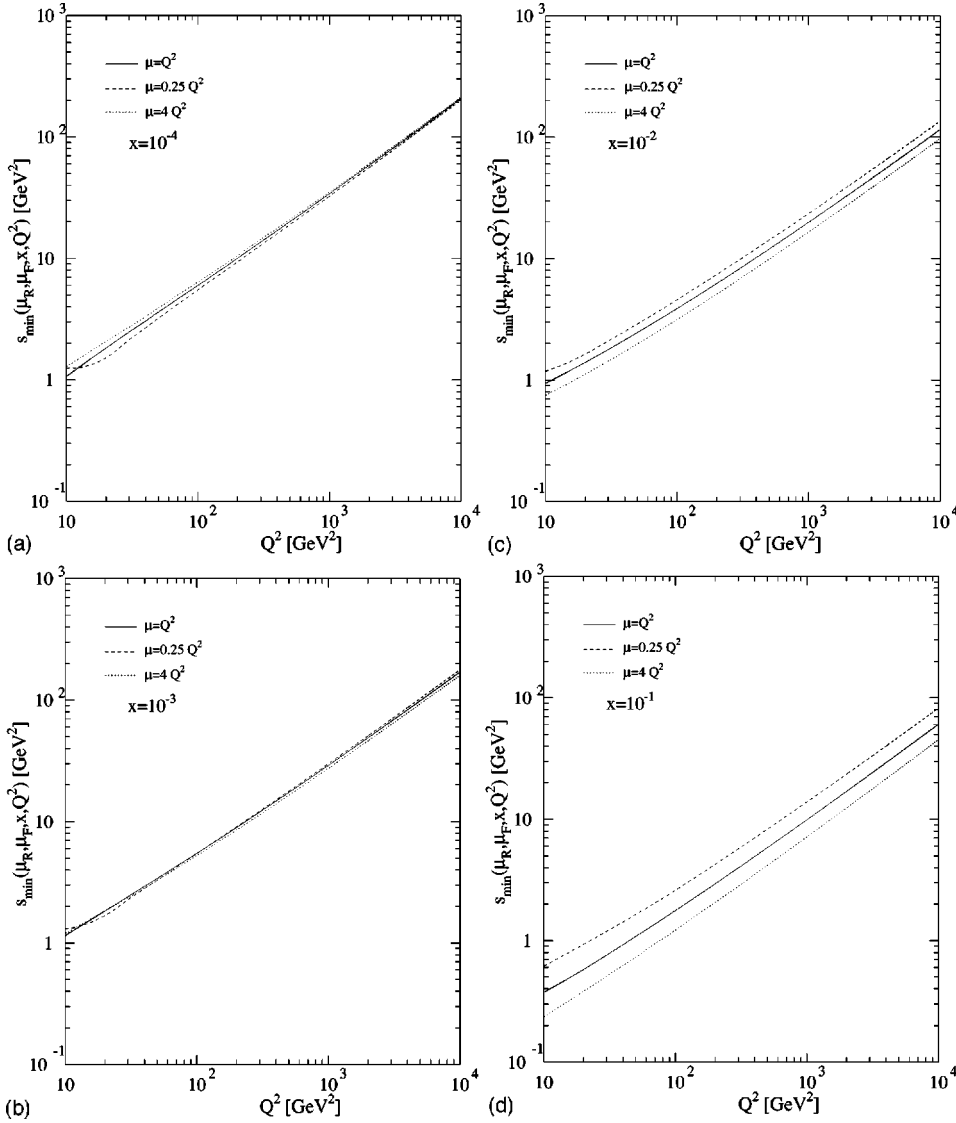 10³
10²
10
1
10⁻¹
s_min(μ_R,μ_F,x,Q²) [GeV²]
μ=Q²
μ=0.25 Q²
μ=4 Q²
x=10⁻⁴
10 10² 10³ 10⁴
Q² [GeV²]
(a)
10³
10²
10
1
10⁻¹
s_min(μ_R,μ_F,x,Q²) [GeV²]
μ=Q²
μ=0.25 Q²
μ=4 Q²
x=10⁻²
10 10² 10³ 10⁴
Q² [GeV²]
(c)
10³
10²
10
1
10⁻¹
s_min(μ_R,μ_F,x,Q²) [GeV²]
μ=Q²
μ=0.25 Q²
μ=4 Q²
x=10⁻³
10 10² 10³ 10⁴
Q² [GeV²]
(b)
10³
10²
10
1
10⁻¹
s_min(μ_R,μ_F,x,Q²) [GeV²]
μ=Q²
μ=0.25 Q²
μ=4 Q²
x=10⁻¹
10 10² 10³ 10⁴
Q² [GeV²]
(d)